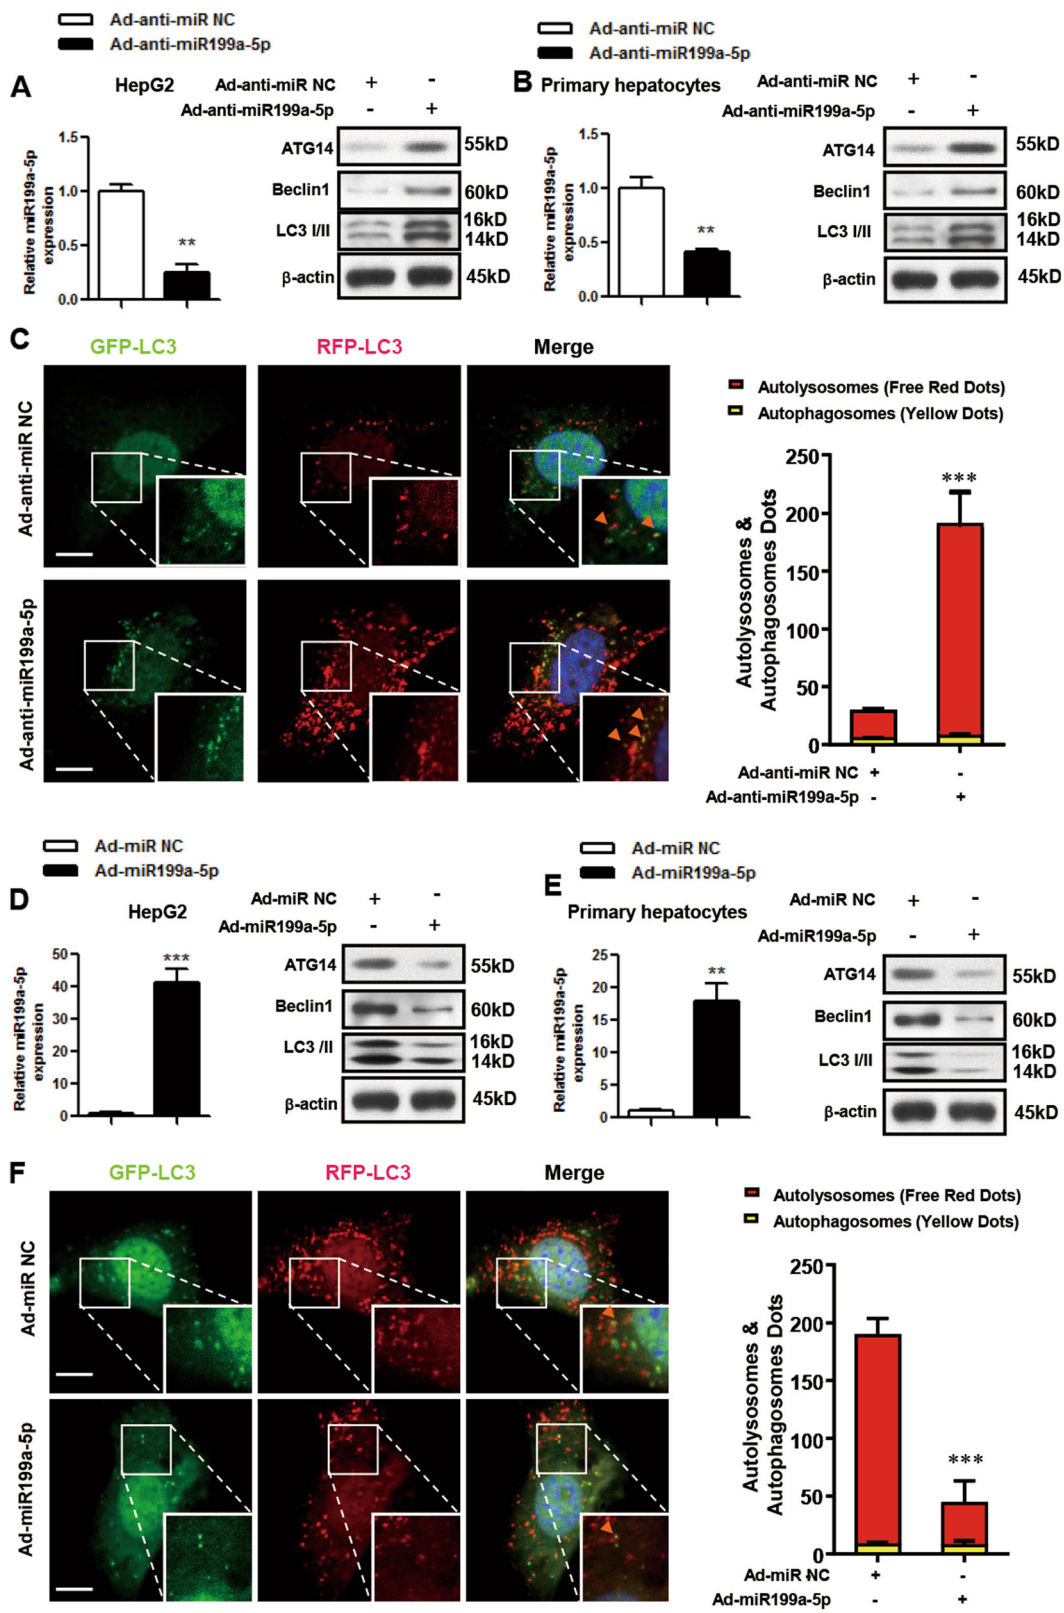 Ad-anti-miR NC
Ad-anti-miR199a-5p
Ad-anti-miR NC
Ad-anti-miR199a-5p
A
HepG2
Ad-anti-miR NC + -
Ad-anti-miR199a-5p - +
Relative miR199a-5p
expression
1.5
1.0
0.5
0.0
**
ATG14 55kD
Beclin1 60kD
LC3 I/II 16kD
14kD
β-actin 45kD
B
Primary hepatocytes
Ad-anti-miR NC + -
Ad-anti-miR199a-5p - +
Relative miR199a-5p
expression
1.5
1.0
0.5
0.0
**
ATG14 55kD
Beclin1 60kD
LC3 I/II 16kD
14kD
β-actin 45kD
C
GFP-LC3 RFP-LC3 Merge
Ad-anti-miR NC
Ad-anti-miR199a-5p
Autolysosomes (Free Red Dots)
Autophagosomes (Yellow Dots)
Autolysosomes &
Autophagosomes Dots
250
200
150
100
50
0
***
Ad-anti-miR NC + -
Ad-anti-miR199a-5p - +
Ad-miR NC
Ad-miR199a-5p
Ad-miR NC
Ad-miR199a-5p
D
HepG2
Ad-miR NC + -
Ad-miR199a-5p - +
Relative miR199a-5p
expression
50
40
30
20
10
0
***
ATG14 55kD
Beclin1 60kD
LC3 /II 16kD
14kD
β-actin 45kD
E
Primary hepatocytes
Ad-miR NC + -
Ad-miR199a-5p - +
Relative miR199a-5p
expression
25
20
15
10
5
0
**
ATG14 55kD
Beclin1 60kD
LC3 I/II 16kD
14kD
β-actin 45kD
F
GFP-LC3 RFP-LC3 Merge
Ad-miR NC
Ad-miR199a-5p
Autolysosomes (Free Red Dots)
Autophagosomes (Yellow Dots)
Autolysosomes &
Autophagosomes Dots
250
200
150
100
50
0
***
Ad-miR NC + -
Ad-miR199a-5p - +